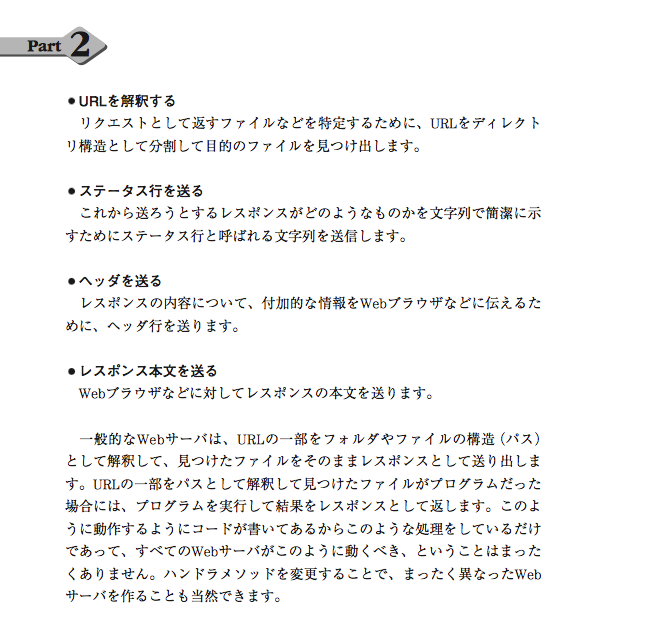 Part 2
●URLを解釈する
リクエストとして返すファイルなどを特定するために、URLをディレクト
リ構造として分割して目的のファイルを見つけ出します。
●ステータス行を送る
これから送ろうとするレスポンスがどのようなものかを文字列で簡潔に示
すためにステータス行と呼ばれる文字列を送信します。
●ヘッダを送る
レスポンスの内容について、付加的な情報をWebブラウザなどに伝えるた
めに、ヘッダ行を送ります。
●レスポンス本文を送る
Webブラウザなどに対してレスポンスの本文を送ります。
一般的なWebサーバは、URLの一部をフォルダやファイルの構造（パス）
として解釈して、見つけたファイルをそのままレスポンスとして送り出しま
す。URLの一部をパスとして解釈して見つけたファイルがプログラムだった
場合には、プログラムを実行して結果をレスポンスとして返します。このよ
うに動作するようにコードが書いてあるからこのような処理をしているだけ
であって、すべてのWebサーバがこのように動くべき、ということはまった
くありません。ハンドラメソッドを変更することで、まったく異なったWeb
サーバを作ることも当然できます。